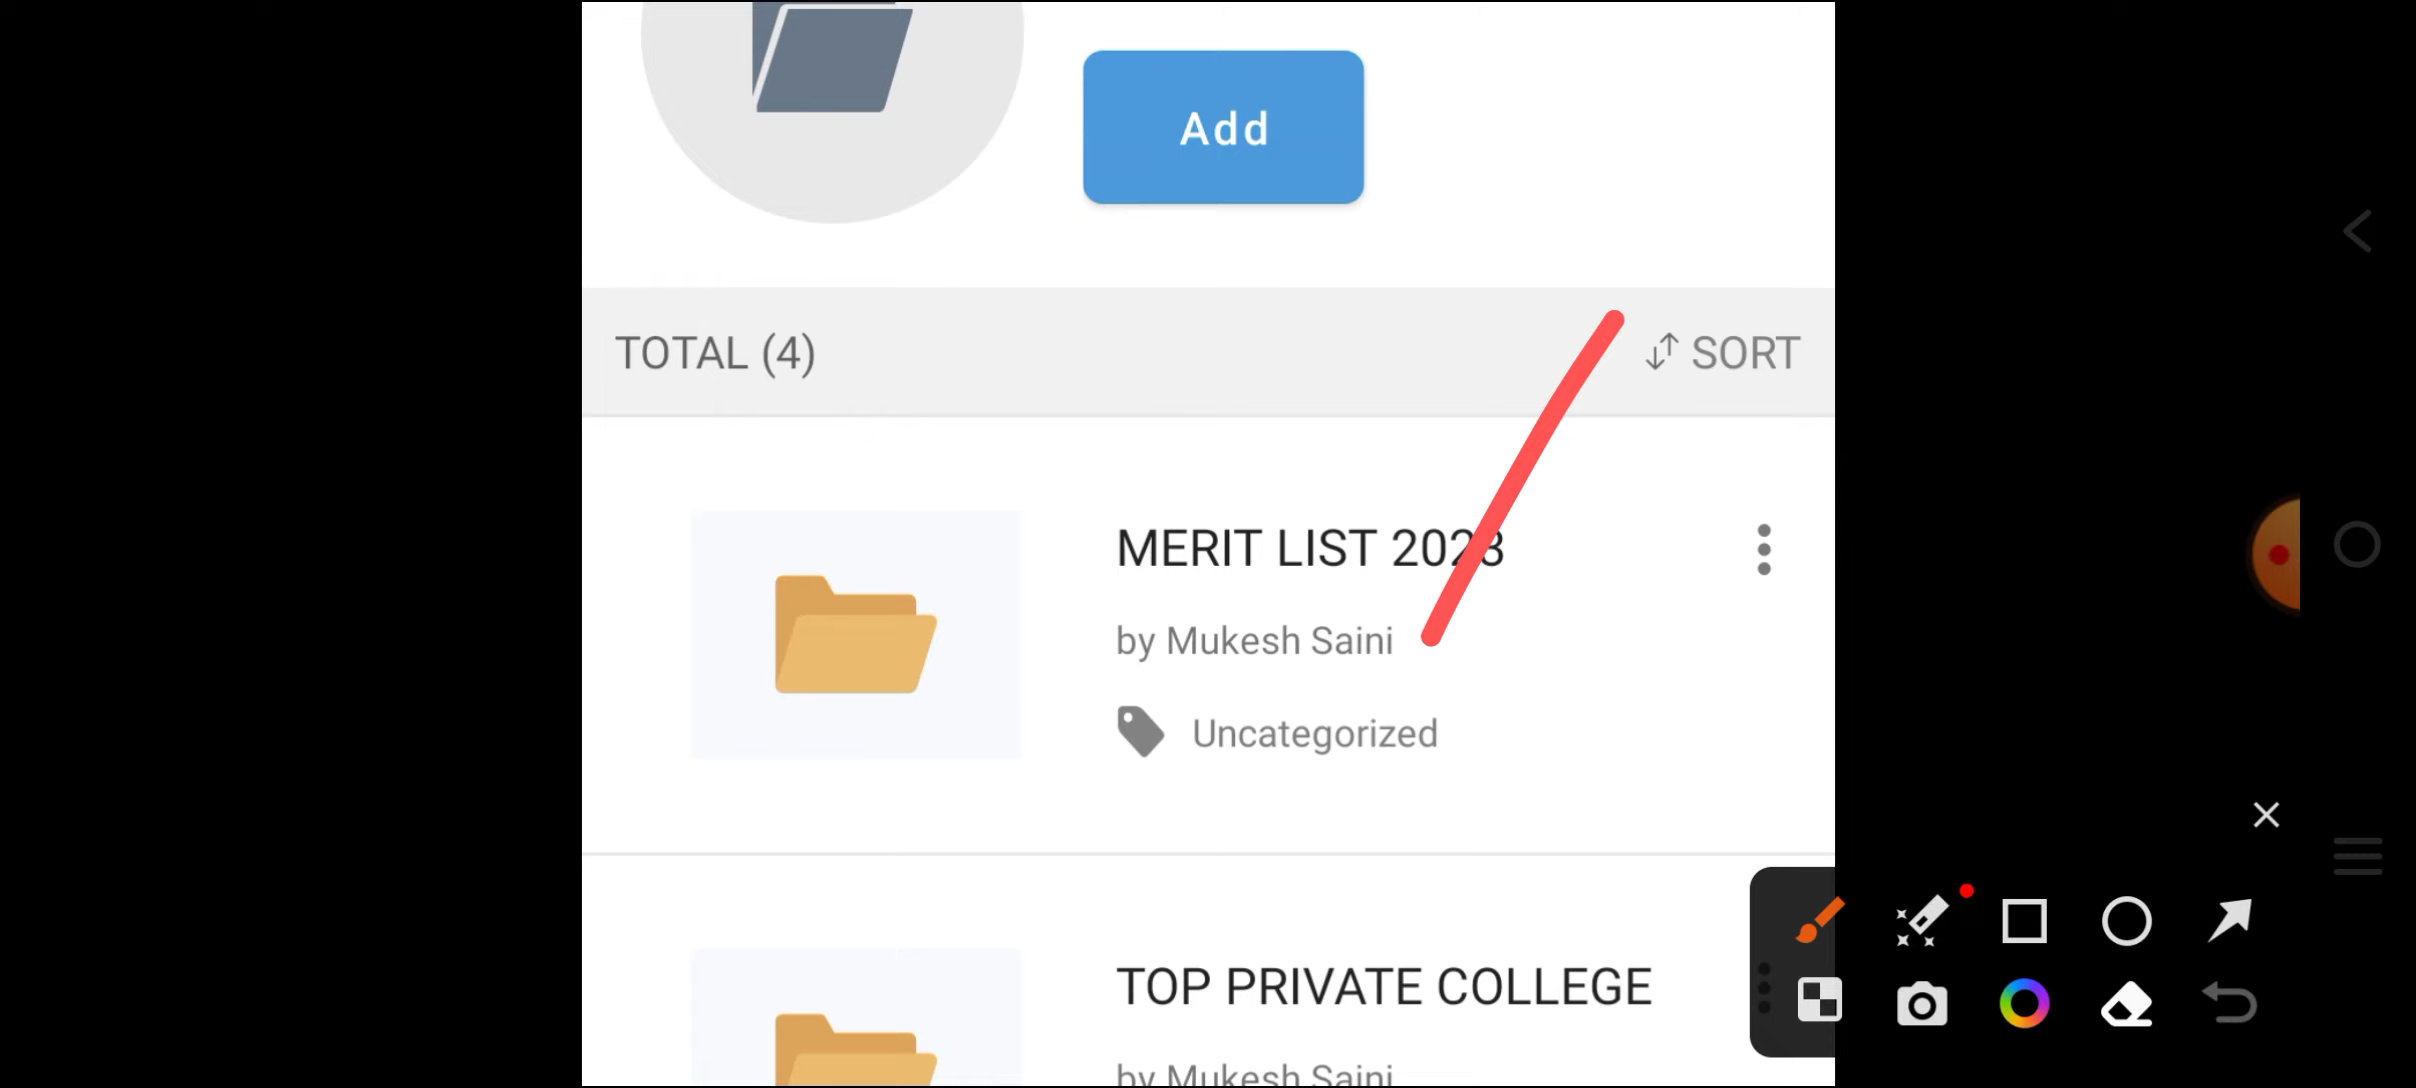 Add
TOTAL (4)
SORT
MERIT LIST 2023
by Mukesh Saini
Uncategorized
TOP PRIVATE COLLEGE
by Mukesh Saini